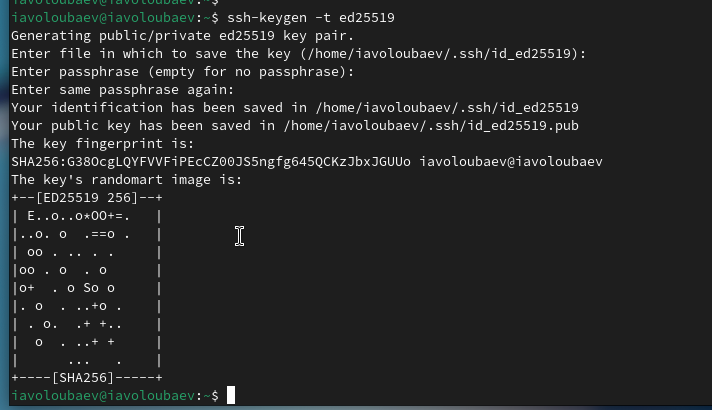 iavoloubaev@iavoloubaev:~$ ssh-keygen -t ed25519
Generating public/private ed25519 key pair.
Enter file in which to save the key (/home/iavoloubaev/.ssh/id_ed25519):
Enter passphrase (empty for no passphrase):
Enter same passphrase again:
Your identification has been saved in /home/iavoloubaev/.ssh/id_ed25519
Your public key has been saved in /home/iavoloubaev/.ssh/id_ed25519.pub
The key fingerprint is:
SHA256:G38OcgLQYFVVFiPEcCZ00JS5ngfg645QCKzJbxJGUUo iavoloubaev@iavoloubaev
The key's randomart image is:
+--[ED25519 256]--+
| E..o..o*OO+=.   |
|..o. o  .==o .   |
| oo . .. . .     |
|oo . o  . o      |
|o+  . o So o     |
|. o  . ..+o .    |
| . o.  .+ +..    |
|  o  . ..+ +     |
|      ...   .    |
+----[SHA256]-----+
iavoloubaev@iavoloubaev:~$